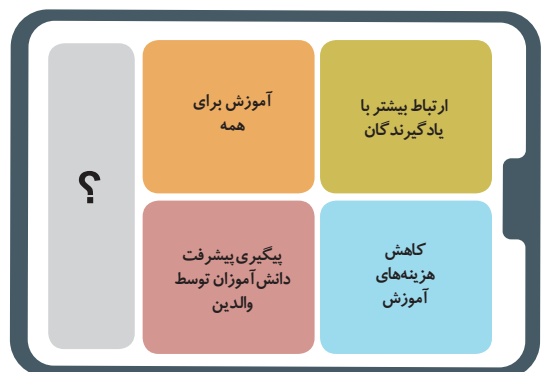 ارتباط بیشتر با
یادگیرندگان
آموزش برای
همه
کاهش
هزینه‌های
آموزش
پیگیری پیشرفت
دانش‌آموزان توسط
والدین
؟